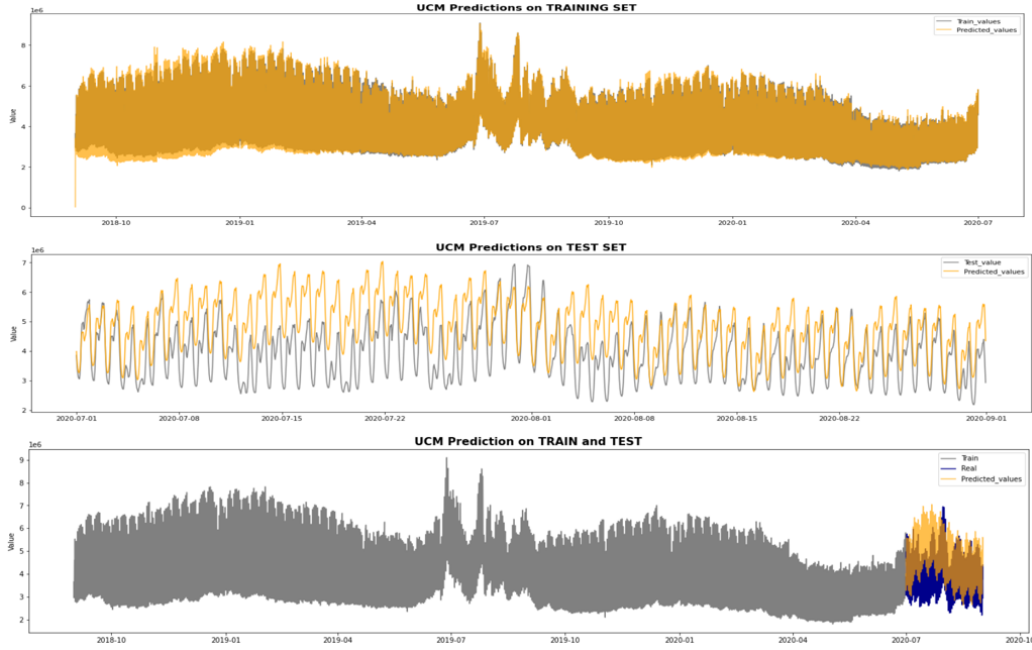 UCM Predictions on TRAINING SET
1e6
Train_values
Predicted_values
Value
8
6
4
2
0
2018-10
2019-01
2019-04
2019-07
2019-10
2020-01
2020-04
2020-07
UCM Predictions on TEST SET
1e6
Test_value
Predicted_values
Value
7
6
5
4
3
2
2020-07-01
2020-07-08
2020-07-15
2020-07-22
2020-08-01
2020-08-08
2020-08-15
2020-08-22
2020-09-01
UCM Prediction on TRAIN and TEST
1e6
Train
Real
Predicted_values
Value
9
8
7
6
5
4
3
2
2018-10
2019-01
2019-04
2019-07
2019-10
2020-01
2020-04
2020-07
2020-10